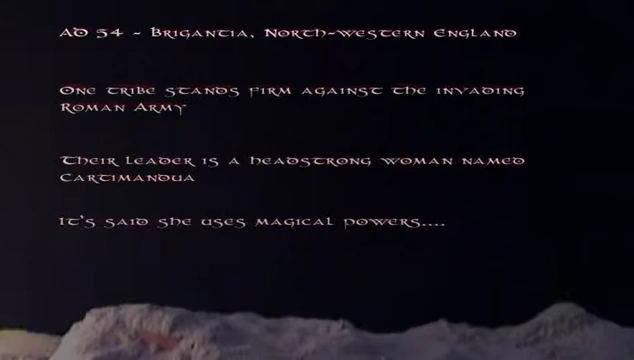 AD 54 - Brigantia, North-western England
One tribe stands firm against the invading
Roman Army
Their leader is a headstrong woman named
Cartimandua
It's said she uses magical powers....